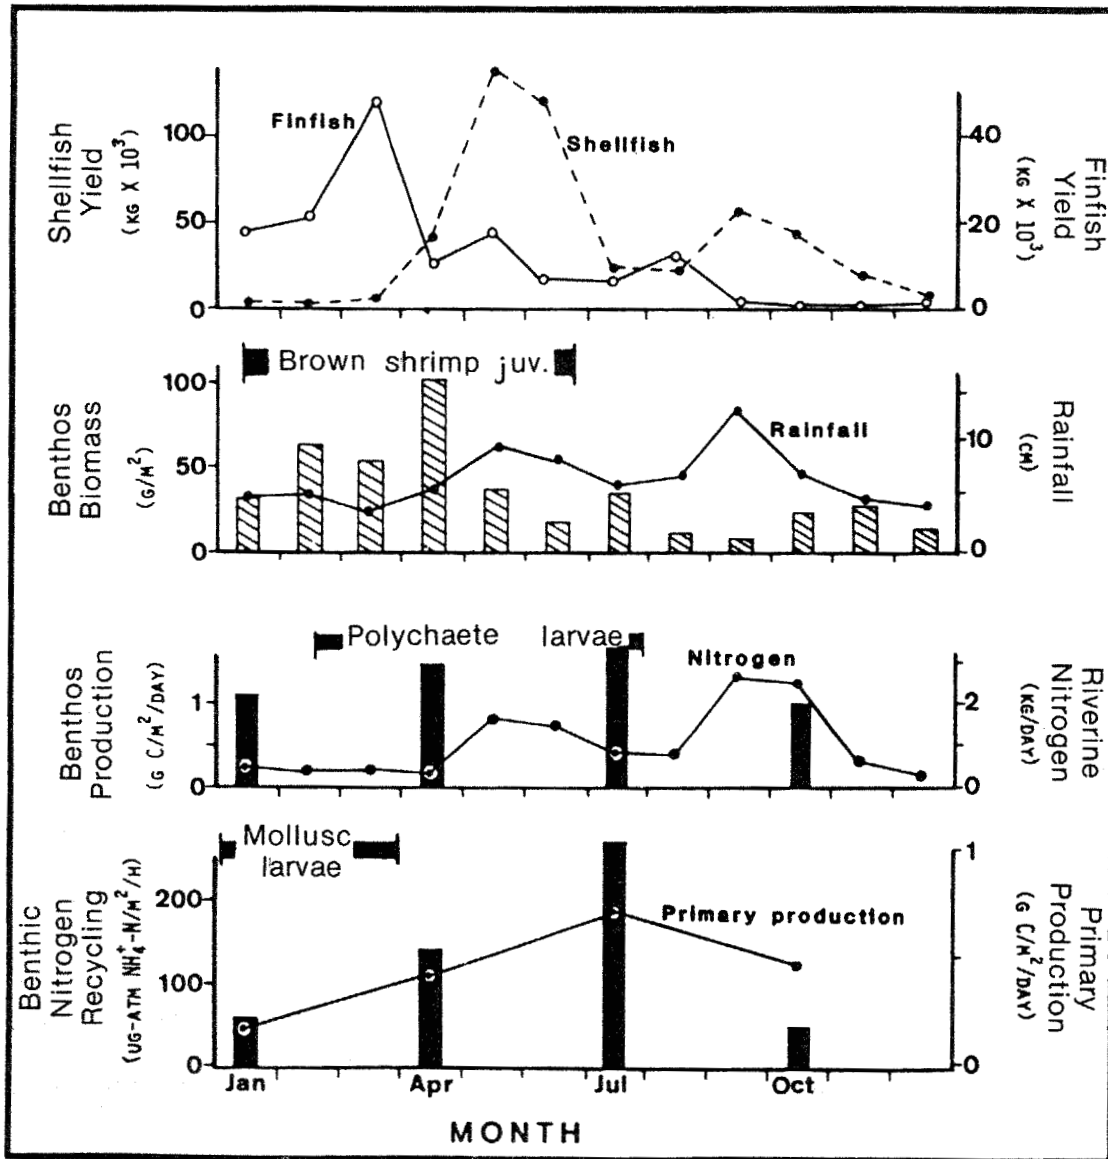 Shellfish
Yield
(KG X 10³)
100
50
0
Finfish
Shellfish
40
20
0
Finfish
Yield
(KG X 10³)
Benthos
Biomass
(G/M²)
100
50
0
Brown shrimp juv.
Rainfall
10
0
Rainfall
(CM)
Benthos
Production
(G C/M²/DAY)
1
0
Polychaete larvae
Nitrogen
2
0
Riverine
Nitrogen
(KG/DAY)
Benthic
Nitrogen
Recycling
(UG-ATM NH₄⁺-N/M²/H)
200
100
0
Mollusc
larvae
Primary production
1
0
Primary
Production
(G C/M²/DAY)
Jan Apr Jul Oct
MONTH